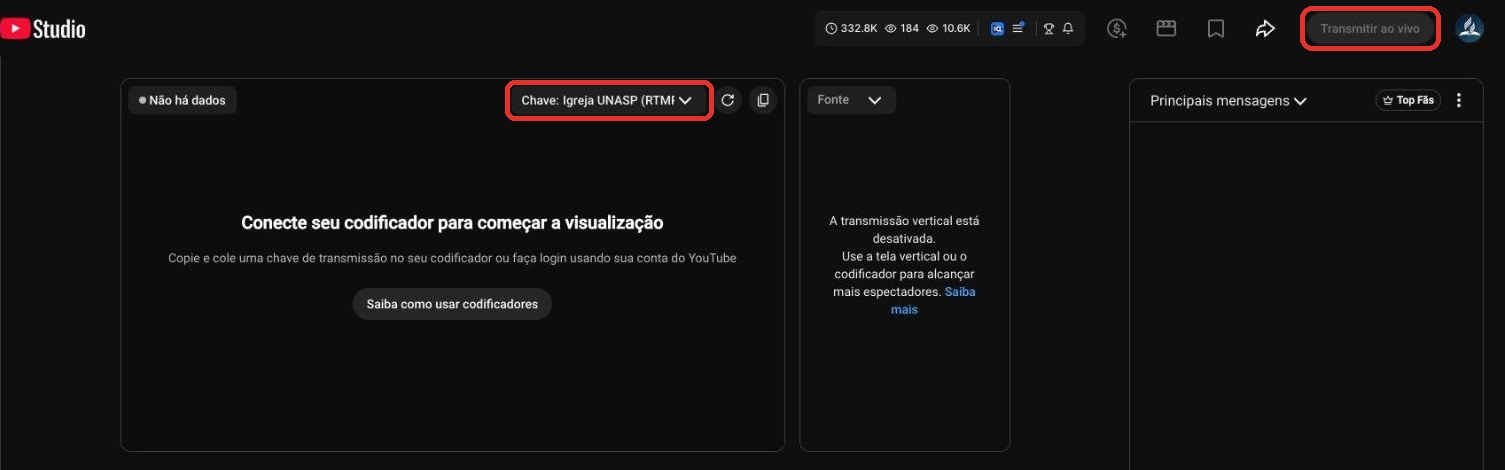 Studio
332.8K 184 10.6K
Transmitir ao vivo
Não há dados
Chave: Igreja UNASP (RTMP
Fonte
Principais mensagens
Top Fãs
Conecte seu codificador para começar a visualização
Copie e cole uma chave de transmissão no seu codificador ou faça login usando sua conta do YouTube
Saiba como usar codificadores
A transmissão vertical está
desativada.
Use a tela vertical ou o
codificador para alcançar
mais espectadores. Saiba
mais